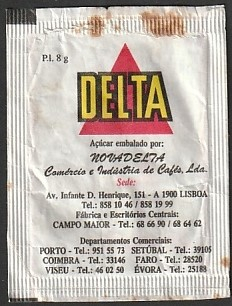 P.I. 8 g
DELTA
Açúcar embalado por:
NOVADELTA
Comércio e Indústria de Cafés, Lda.
Sede:
Av. Infante D. Henrique, 151 - A 1900 LISBOA
Tel.: 858 10 46 / 858 19 99
Fábrica e Escritórios Centrais:
CAMPO MAIOR - Tel.: 68 66 90 / 68 64 62
Departamentos Comerciais:
PORTO - Tel.: 951 55 73 SETÚBAL - Tel.: 39105
COIMBRA - Tel.: 33146 FARO - Tel.: 28520
VISEU - Tel.: 46 02 50 ÉVORA - Tel.: 25188